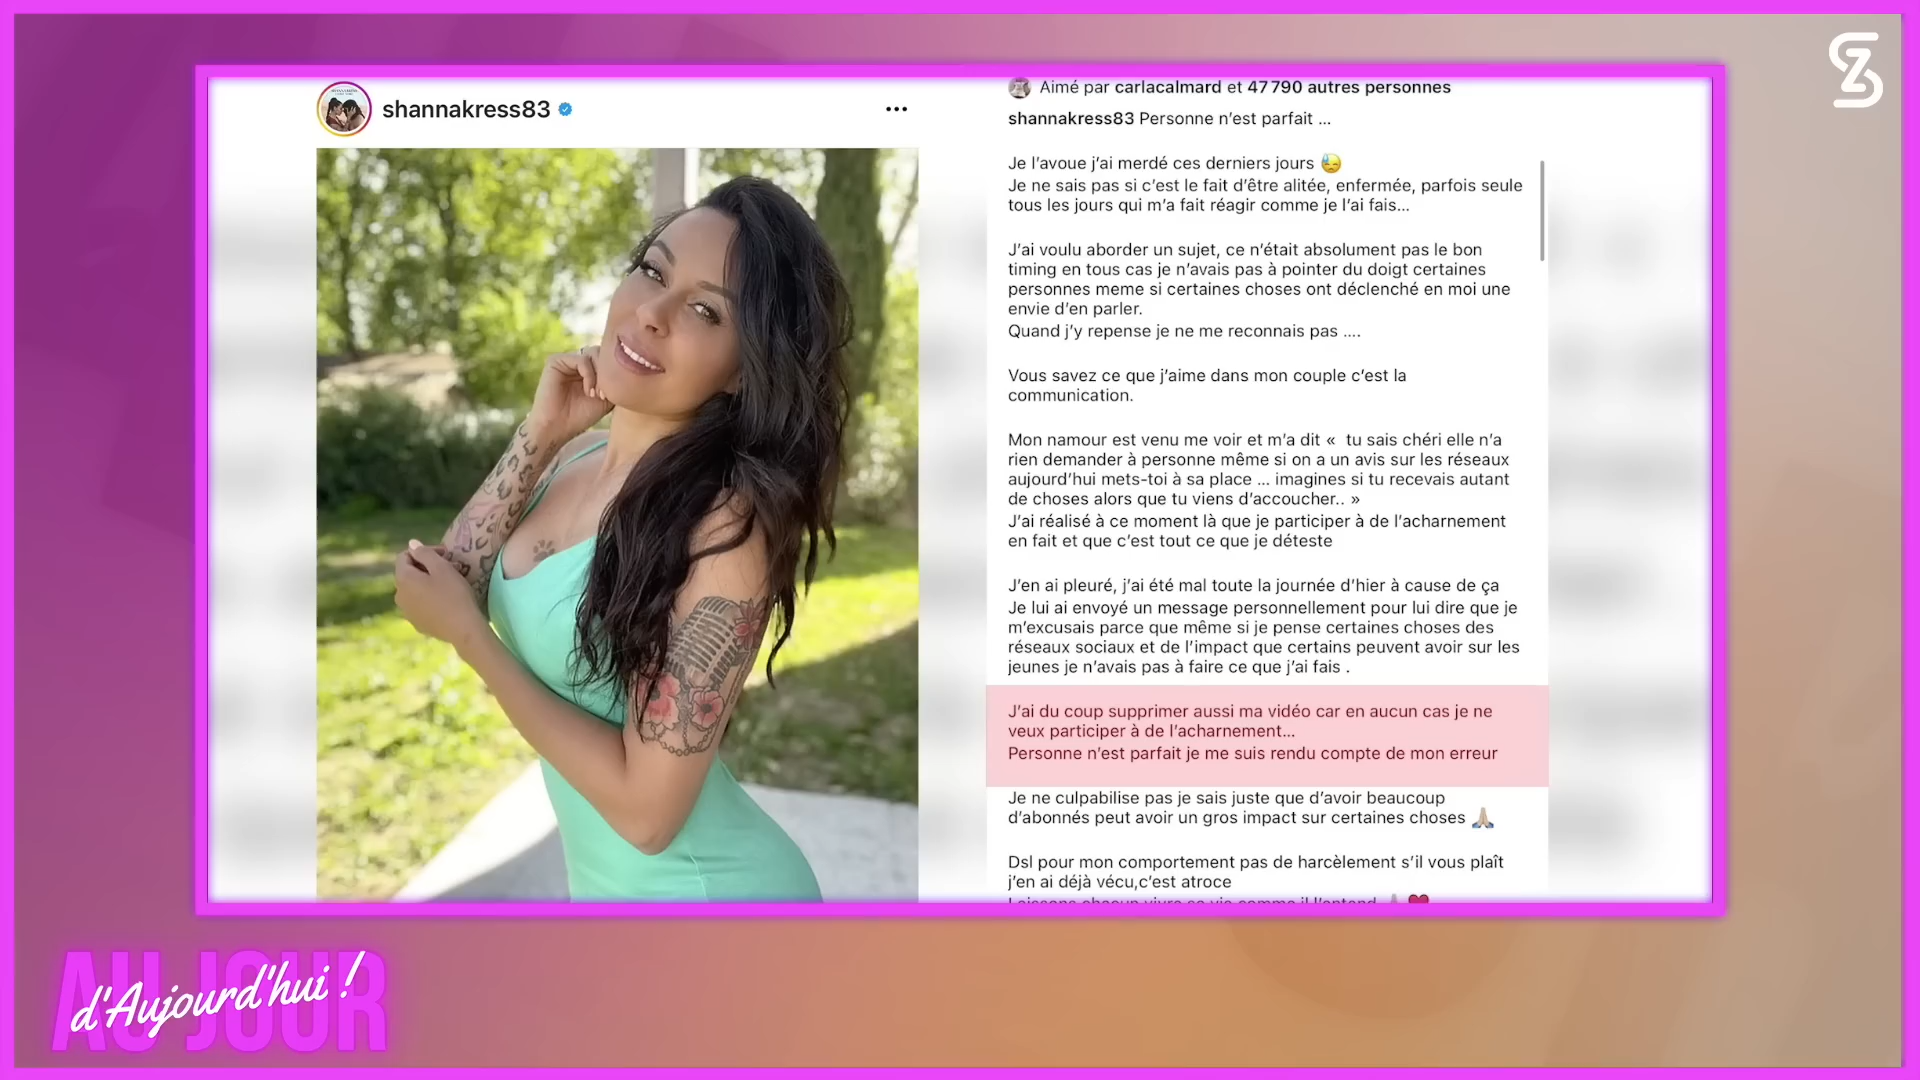 shannakress83
Aimé par carlacalmard et 47 790 autres personnes
shannakress83 Personne n'est parfait ...
Je l'avoue j'ai merdé ces derniers jours 😓
Je ne sais pas si c'est le fait d'être alitée, enfermée, parfois seule
tous les jours qui m'a fait réagir comme je l'ai fais...
J'ai voulu aborder un sujet, ce n'était absolument pas le bon
timing en tous cas je n'avais pas à pointer du doigt certaines
personnes meme si certaines choses ont déclenché en moi une
envie d'en parler.
Quand j'y repense je ne me reconnais pas ....
Vous savez ce que j'aime dans mon couple c'est la
communication.
Mon namour est venu me voir et m'a dit « tu sais chéri elle n'a
rien demander à personne même si on a un avis sur les réseaux
aujourd'hui mets-toi à sa place ... imagines si tu recevais autant
de choses alors que tu viens d'accoucher.. »
J'ai réalisé à ce moment là que je participer à de l'acharnement
en fait et que c'est tout ce que je déteste
J'en ai pleuré, j'ai été mal toute la journée d'hier à cause de ça
Je lui ai envoyé un message personnellement pour lui dire que je
m'excusais parce que même si je pense certaines choses des
réseaux sociaux et de l'impact que certains peuvent avoir sur les
jeunes je n'avais pas à faire ce que j'ai fais .
J'ai du coup supprimer aussi ma vidéo car en aucun cas je ne
veux participer à de l'acharnement...
Personne n'est parfait je me suis rendu compte de mon erreur
Je ne culpabilise pas je sais juste que d'avoir beaucoup
d'abonnés peut avoir un gros impact sur certaines choses 🙏🏼
Dsl pour mon comportement pas de harcèlement s'il vous plaît
j'en ai déjà vécu,c'est atroce
Laissons chacun vivre sa vie comme il l'entend 🙏🏼❤️
AU JOUR
d'Aujourd'hui !